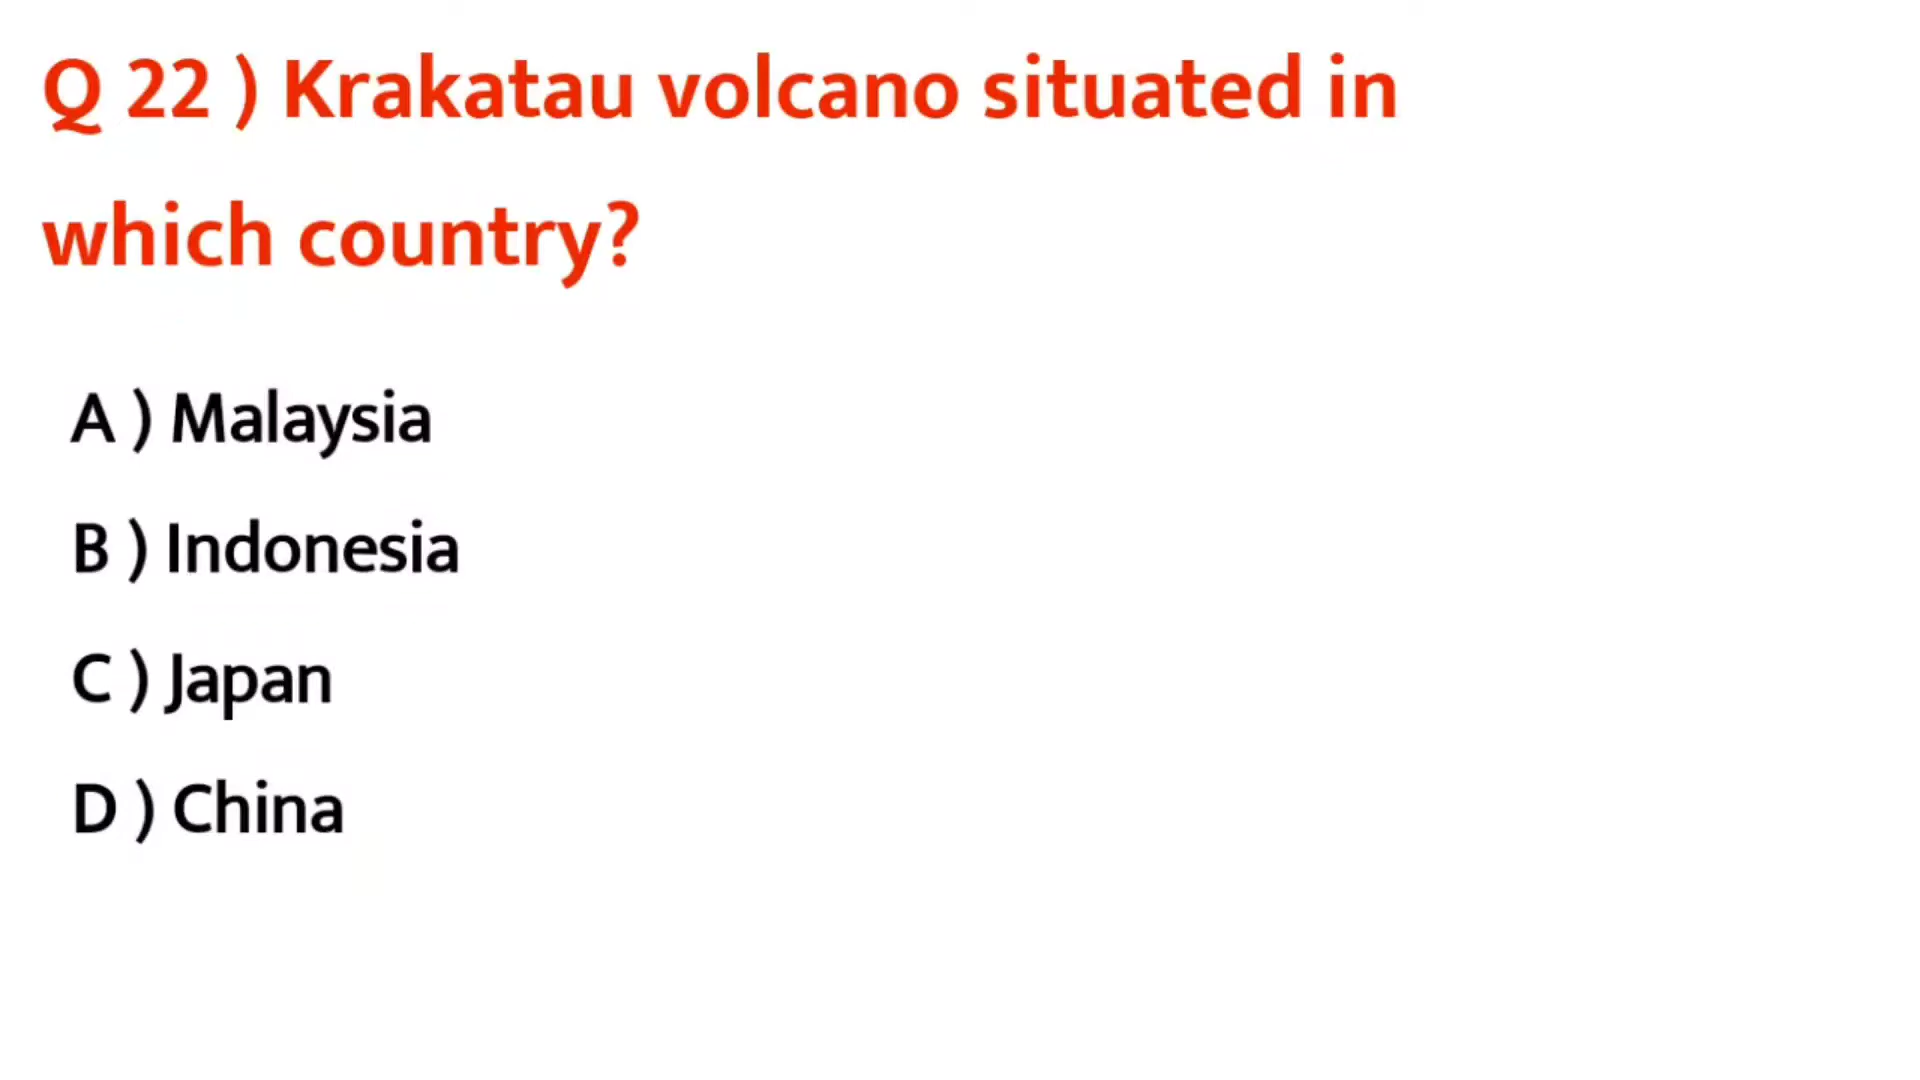 Q 22 ) Krakatau volcano situated in
which country?
A ) Malaysia
B ) Indonesia
C ) Japan
D ) China